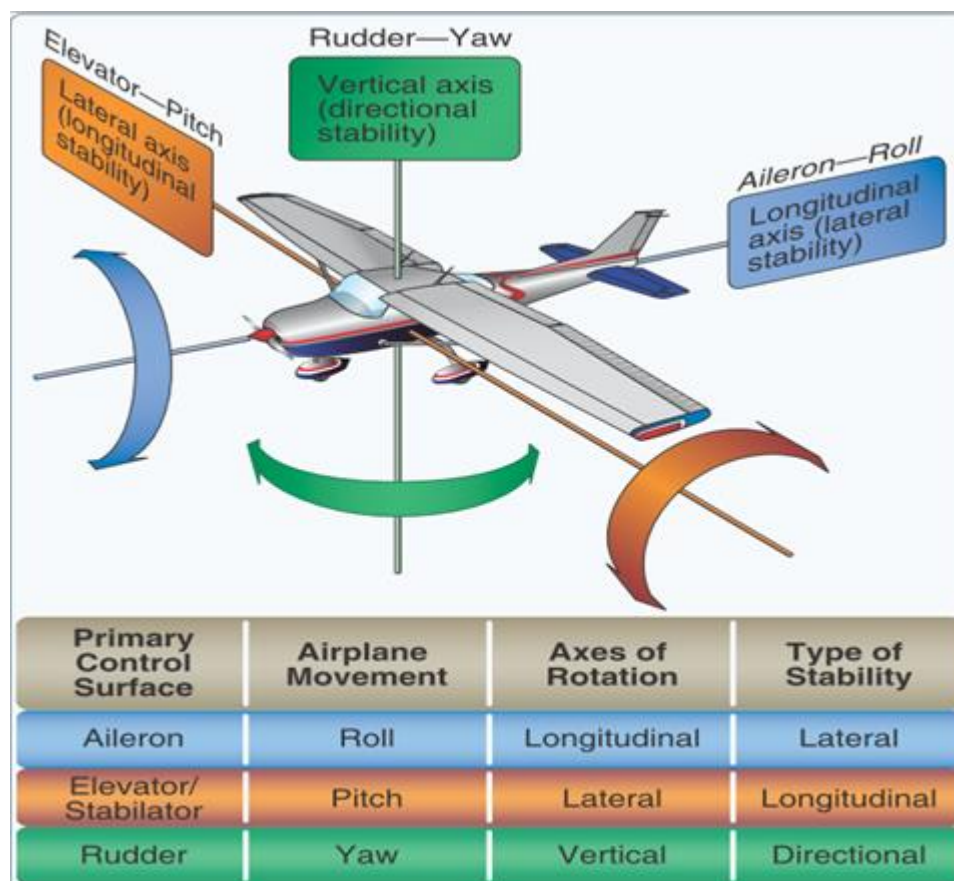 Rudder—Yaw
Vertical axis
(directional
stability)
Elevator—Pitch
Lateral axis
(longitudinal
stability)
Aileron—Roll
Longitudinal
axis (lateral
stability)
Primary
Control
Surface
Airplane
Movement
Axes of
Rotation
Type of
Stability
Aileron
Roll
Longitudinal
Lateral
Elevator/
Stabilator
Pitch
Lateral
Longitudinal
Rudder
Yaw
Vertical
Directional